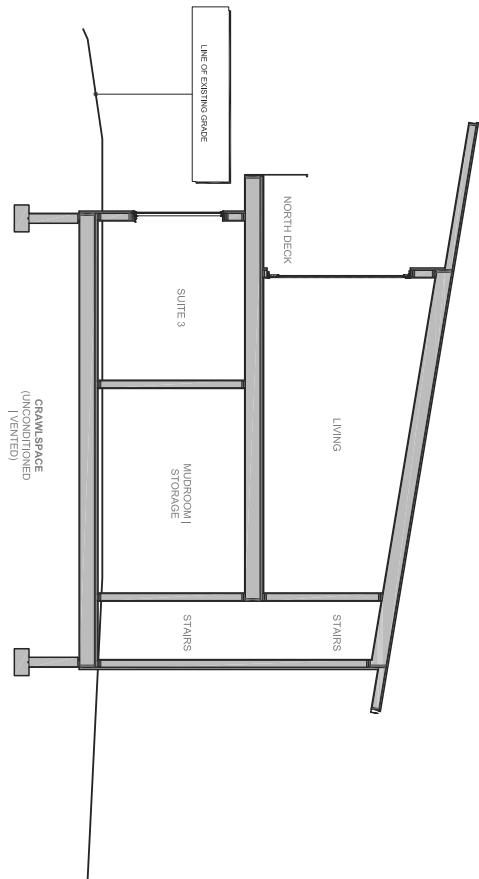 LINE OF EXISTING GRADE
NORTH DECK
LIVING
STAIRS
SUITE 3
MUDROOM |
STORAGE
STAIRS
CRAWLSPACE
(UNCONDITIONED
| VENTED)